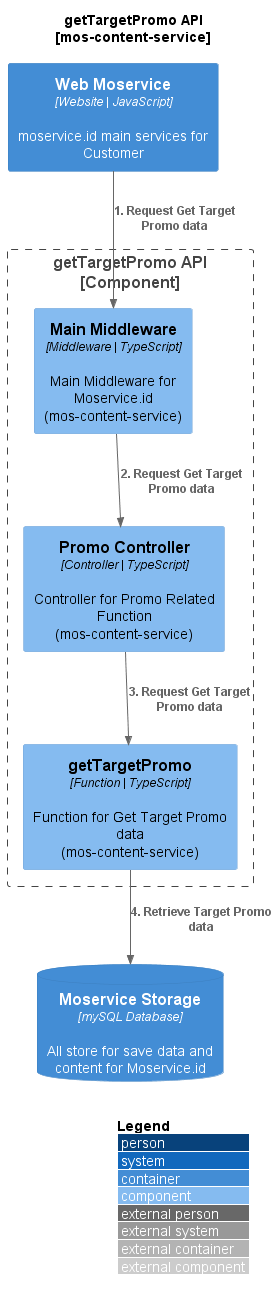 getTargetPromo API
[mos-content-service]
Web Moservice
[Website | JavaScript]
moservice.id main services for
Customer
1. Request Get Target
Promo data
getTargetPromo API
[Component]
Main Middleware
[Middleware | TypeScript]
Main Middleware for
Moservice.id
(mos-content-service)
2. Request Get Target
Promo data
Promo Controller
[Controller | TypeScript]
Controller for Promo Related
Function
(mos-content-service)
3. Request Get Target
Promo data
getTargetPromo
[Function | TypeScript]
Function for Get Target Promo
data
(mos-content-service)
4. Retrieve Target Promo
data
Moservice Storage
[mySQL Database]
All store for save data and
content for Moservice.id
Legend
person
system
container
component
external person
external system
external container
external component